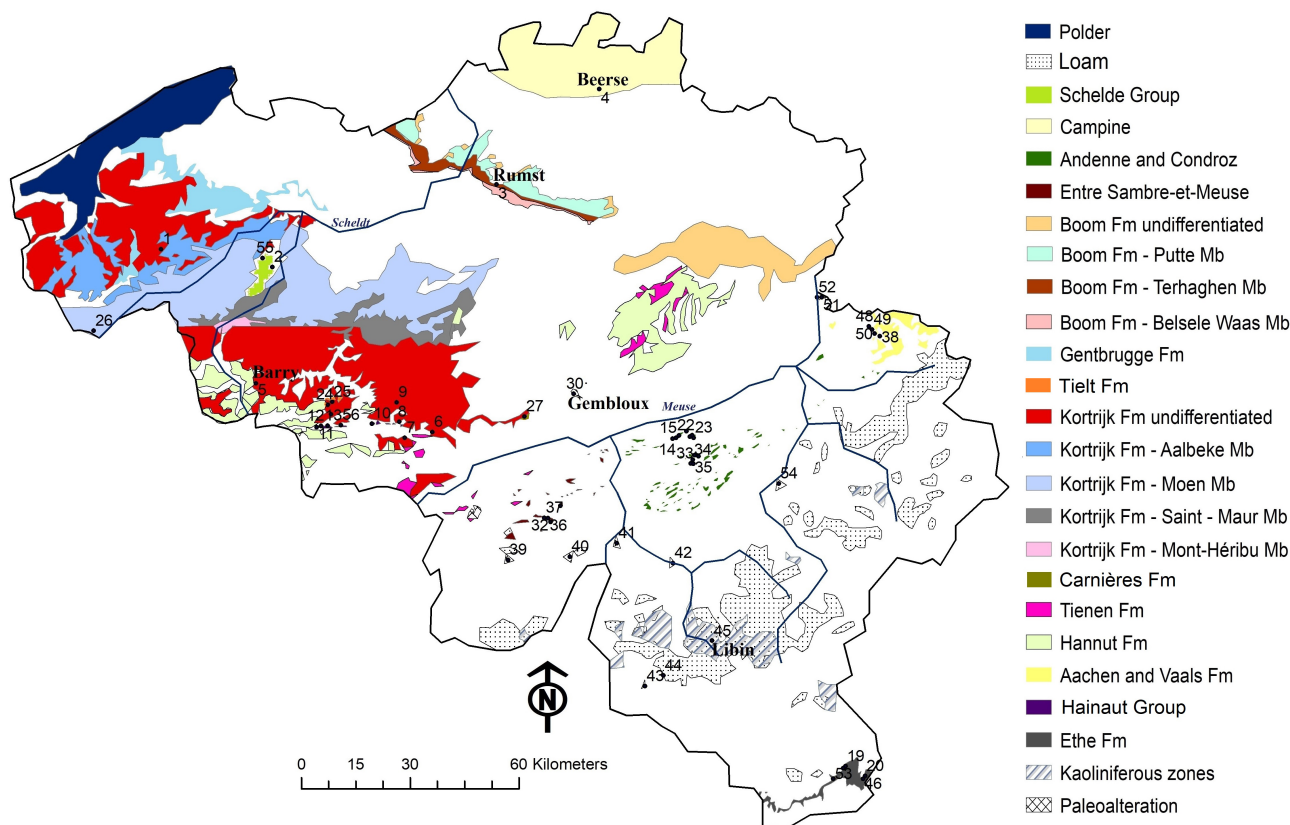 Beerse
4
Rumst
3
Scheldt
1
55
2
26
52
51
48
49
50
38
Barry
5
24
25
9
8
10
7
6
12
13
56
11
30
Gembloux
27
Meuse
15
22
23
14
33
34
35
54
37
32
36
39
40
41
42
45
Libin
44
43
19
20
53
46
N
0 15 30 60 Kilometers
Polder
Loam
Schelde Group
Campine
Andenne and Condroz
Entre Sambre-et-Meuse
Boom Fm undifferentiated
Boom Fm - Putte Mb
Boom Fm - Terhaghen Mb
Boom Fm - Belsele Waas Mb
Gentbrugge Fm
Tielt Fm
Kortrijk Fm undifferentiated
Kortrijk Fm - Aalbeke Mb
Kortrijk Fm - Moen Mb
Kortrijk Fm - Saint - Maur Mb
Kortrijk Fm - Mont-Héribu Mb
Carnières Fm
Tienen Fm
Hannut Fm
Aachen and Vaals Fm
Hainaut Group
Ethe Fm
Kaoliniferous zones
Paleoalteration